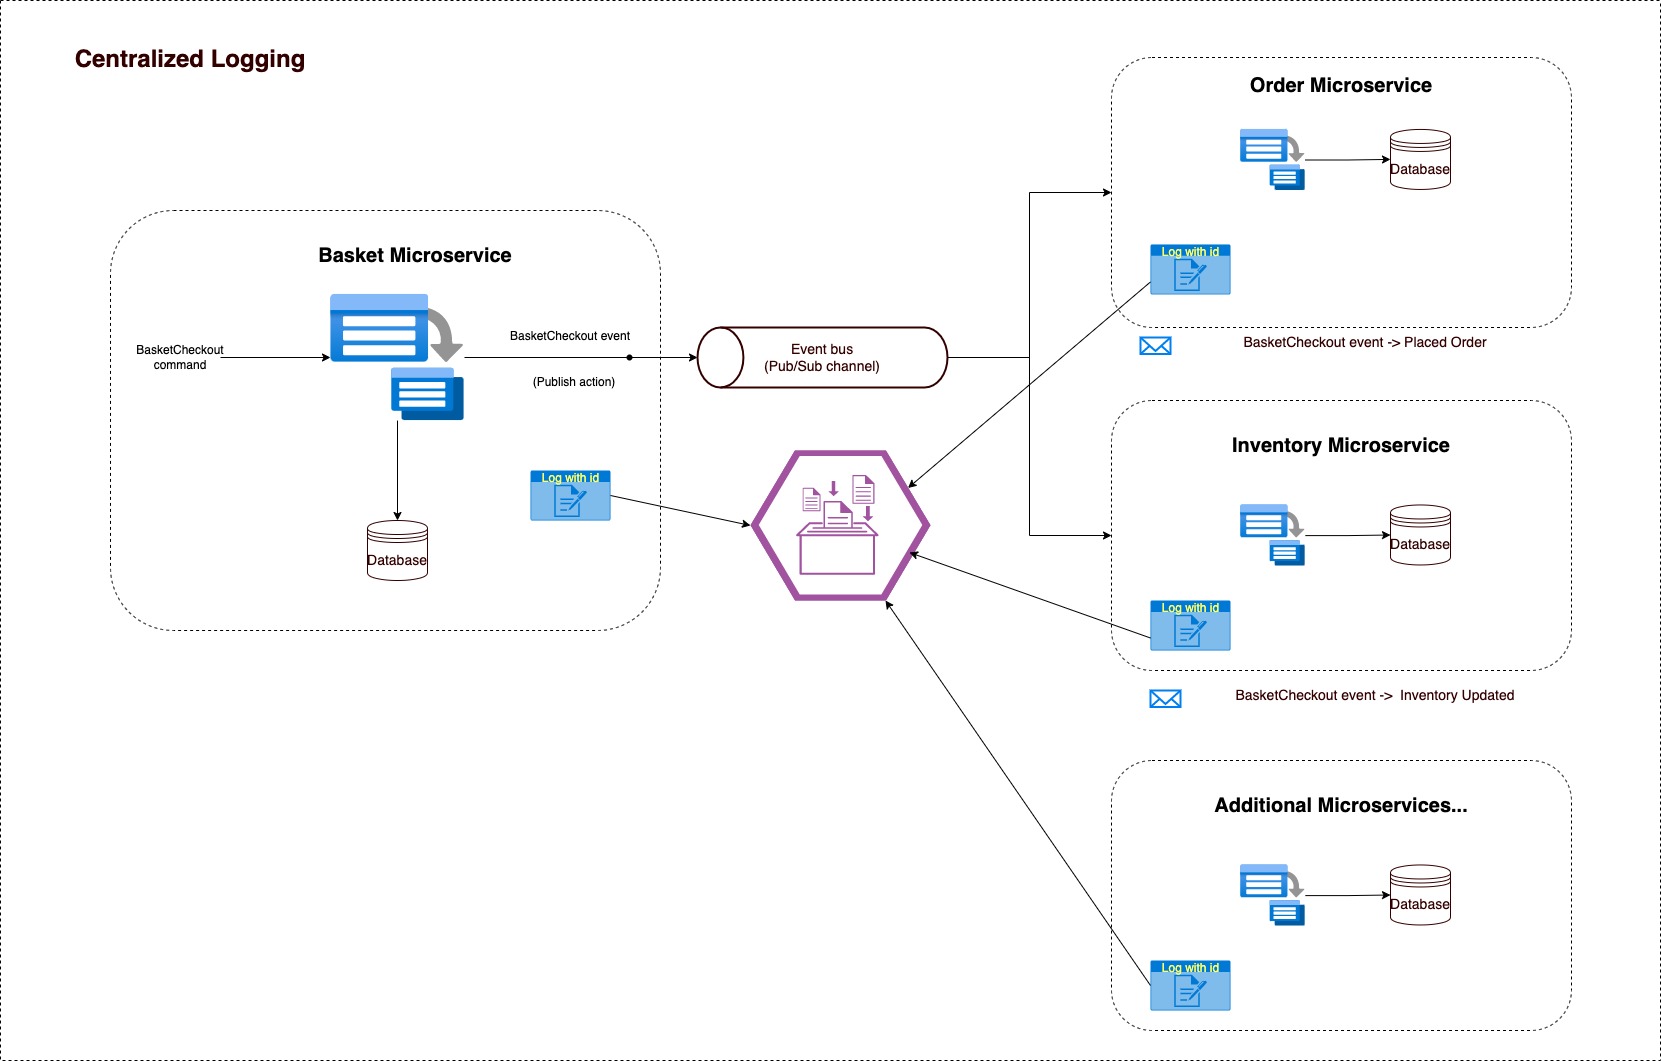 Centralized Logging
Basket Microservice
BasketCheckout
command
BasketCheckout event
(Publish action)
Log with id
Database
Event bus
(Pub/Sub channel)
Order Microservice
Database
Log with id
BasketCheckout event -> Placed Order
Inventory Microservice
Database
Log with id
BasketCheckout event -> Inventory Updated
Additional Microservices...
Database
Log with id